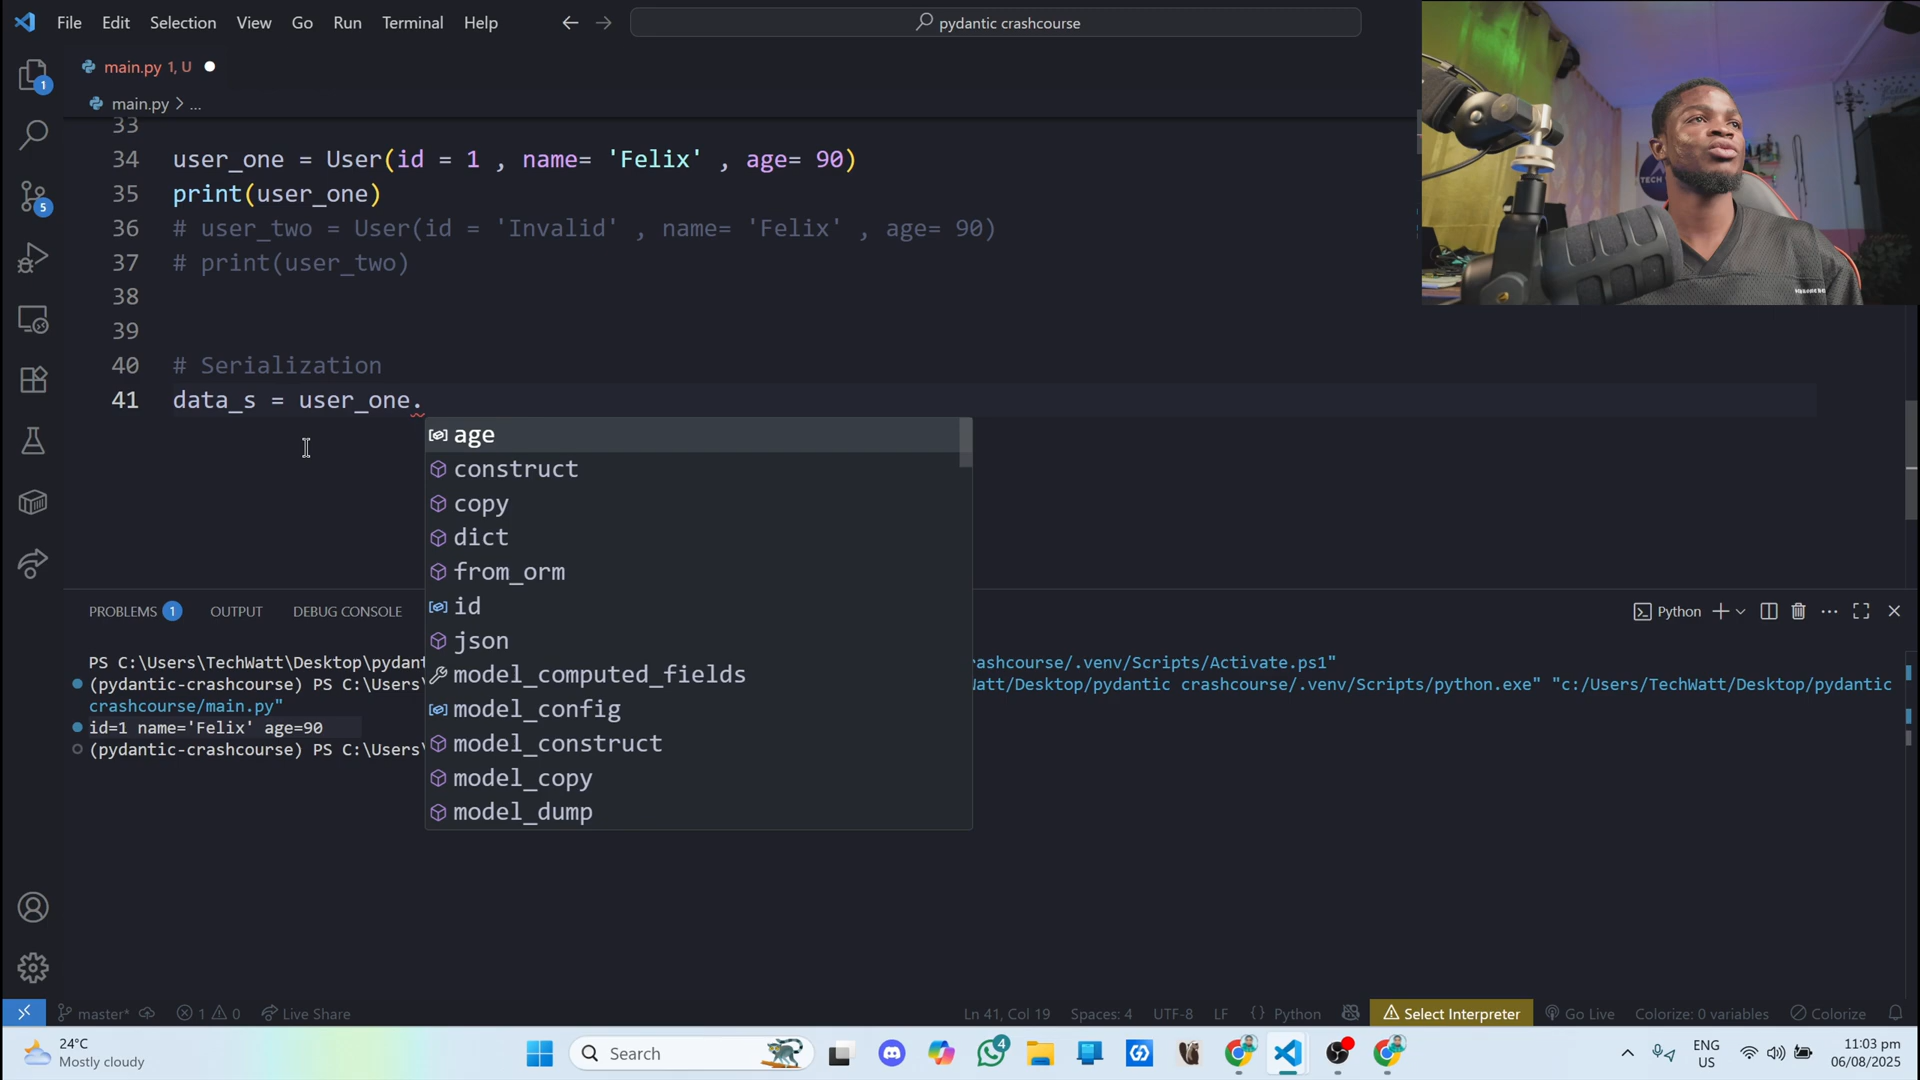 File Edit Selection View Go Run Terminal Help
pydantic crashcourse
main.py 1, U
main.py > ...
33
34 user_one = User(id = 1 , name= 'Felix' , age= 90)
35 print(user_one)
36 # user_two = User(id = 'Invalid' , name= 'Felix' , age= 90)
37 # print(user_two)
38
39
40 # Serialization
41 data_s = user_one.
age
construct
copy
dict
from_orm
id
json
model_computed_fields
model_config
model_construct
model_copy
model_dump
1
5
PROBLEMS 1 OUTPUT DEBUG CONSOLE
Python
PS C:\Users\TechWatt\Desktop\pydant
ashcourse/.venv/Scripts/Activate.ps1"
(pydantic-crashcourse) PS C:\Users\
Watt/Desktop/pydantic crashcourse/.venv/Scripts/python.exe" "c:/Users/TechWatt/Desktop/pydantic
crashcourse/main.py"
id=1 name='Felix' age=90
(pydantic-crashcourse) PS C:\Users\
master* 1 0 Live Share
Ln 41, Col 19 Spaces: 4 UTF-8 LF {} Python Select Interpreter Go Live Colorize: 0 variables Colorize
24°C
Mostly cloudy
Search
4
ENG
US
11:03 pm
06/08/2025
TECH